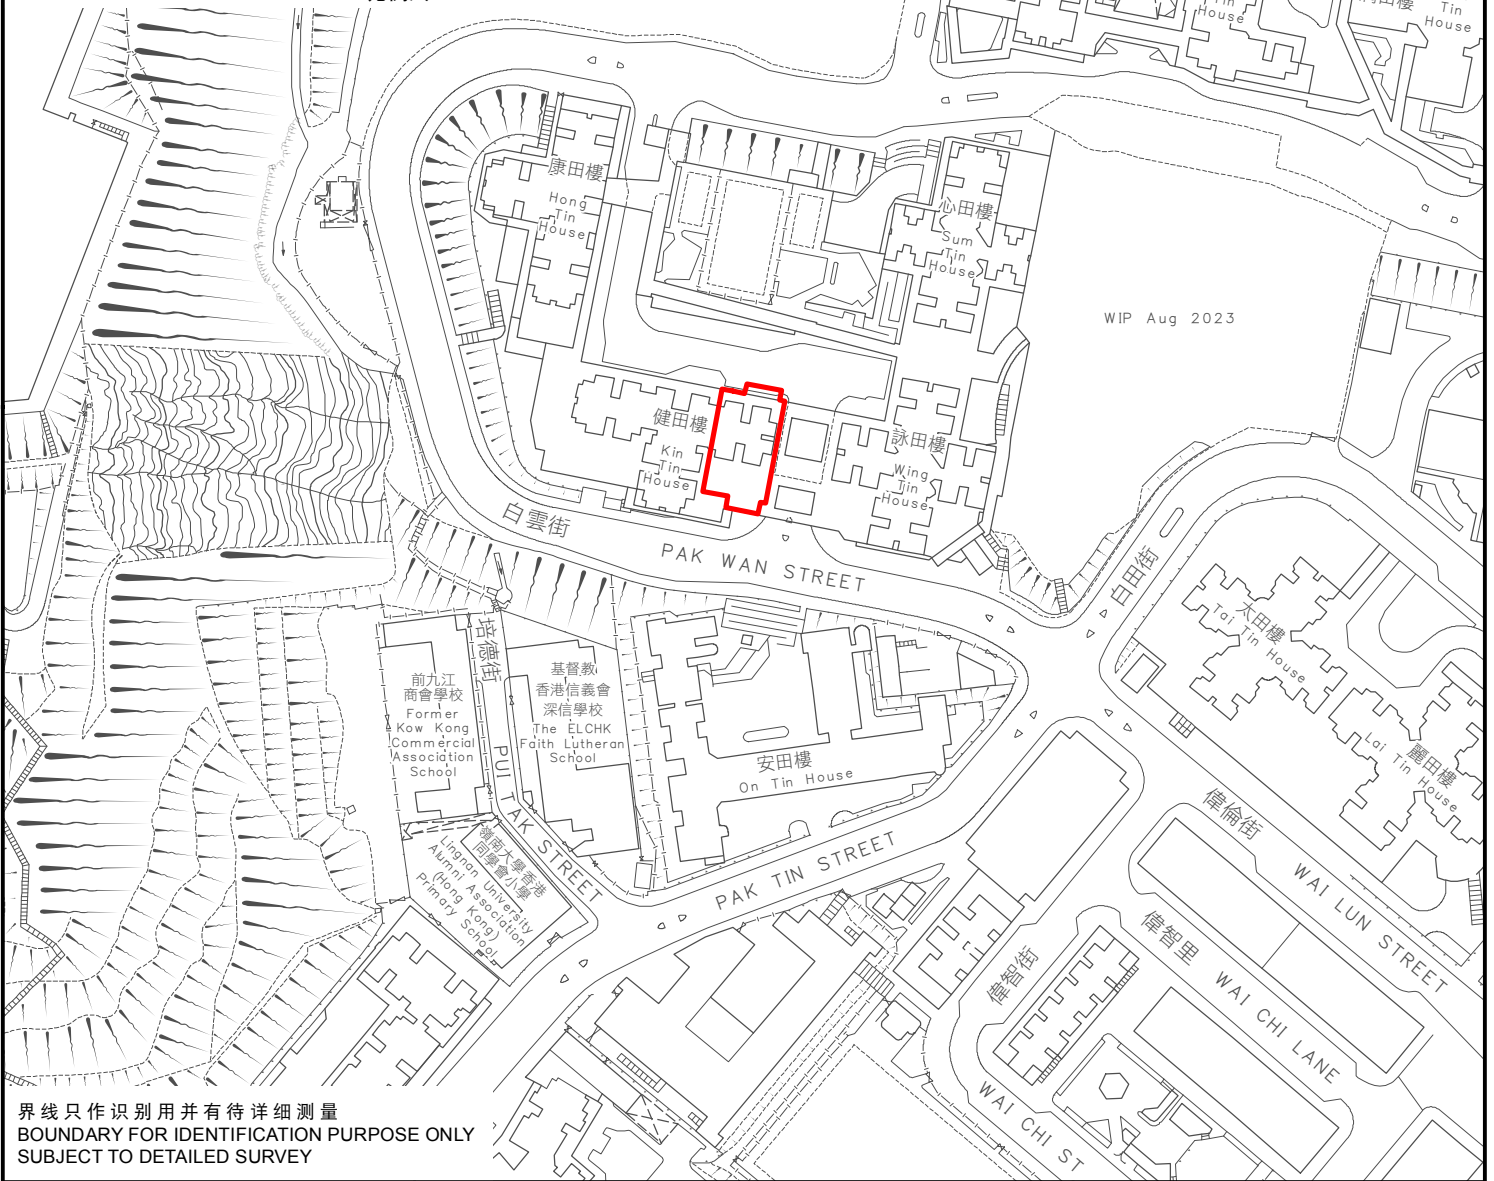 Tin
House
Tin
House
康田樓
Hong
Tin
House
心田樓
Sum
Tin
House
WIP Aug 2023
健田樓
Kin
Tin
House
詠田樓
Wing
Tin
House
白雲街
PAK WAN STREET
白田街
太田樓
Tai Tin House
麗田樓
Lai Tin House
培德街
PUI TAK STREET
前九江
商會學校
Former
Kow Kong
Commercial
Association
School
基督教
香港信義會
深信學校
The ELCHK
Faith Lutheran
School
安田樓
On Tin House
嶺南大學香港
同學會小學
Lingnan University
Alumni Association
(Hong Kong)
Primary School
PAK TIN STREET
偉倫街
WAI LUN STREET
偉智里
WAI CHI LANE
偉智街
WAI CHI ST
界线只作识别用并有待详细测量
BOUNDARY FOR IDENTIFICATION PURPOSE ONLY
SUBJECT TO DETAILED SURVEY